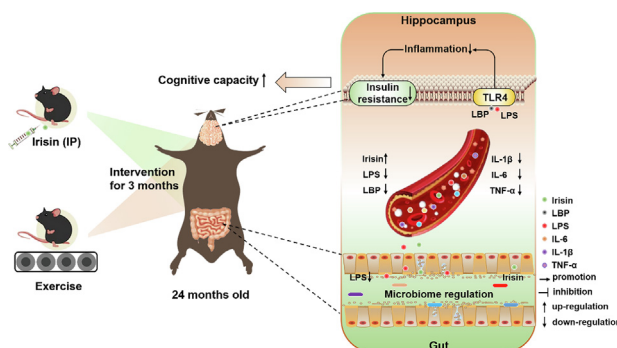 Hippocampus
Inflammation↓
Cognitive capacity ↑
Insulin
resistance↓
TLR4
LBP
LPS
Irisin (IP)
Intervention
for 3 months
Irisin↑
LPS ↓
LBP ↓
IL-1β ↓
IL-6 ↓
TNF-α ↓
Exercise
24 months old
LPS↓
Irisin
Microbiome regulation
Gut
Irisin
LBP
LPS
IL-6
IL-1β
TNF-α
promotion
inhibition
↑ up-regulation
↓ down-regulation